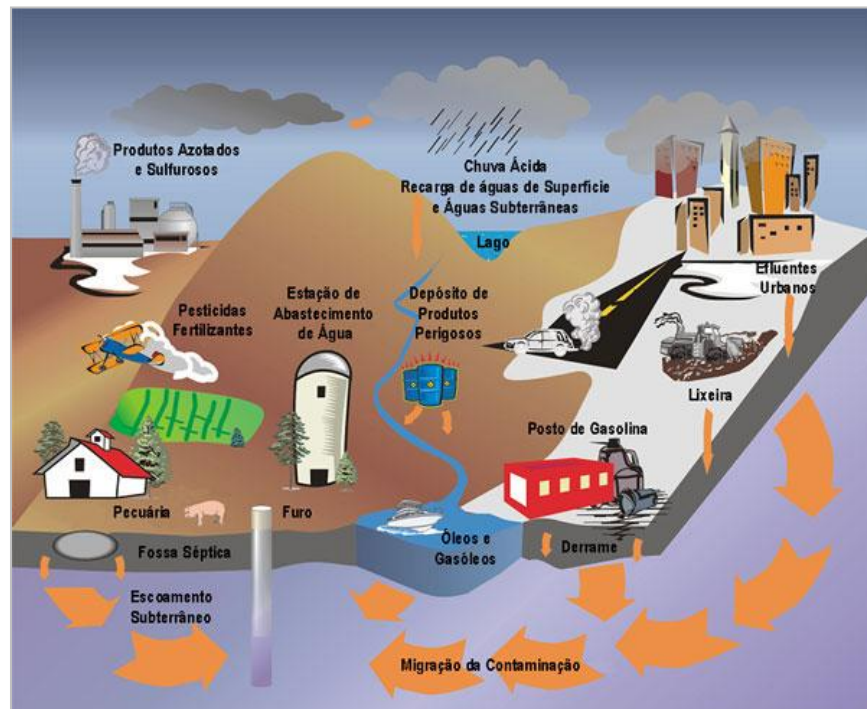 Produtos Azotados
e Sulfurosos
Chuva Ácida
Recarga de águas de Superfície
e Águas Subterrâneas
Lago
Efluentes
Urbanos
Pesticidas
Fertilizantes
Estação de
Abastecimento
de Água
Depósito de
Produtos
Perigosos
Lixeira
Posto de Gasolina
Pecuária
Furo
Óleos e
Gasóleos
Derrame
Fossa Séptica
Escoamento
Subterrâneo
Migração da Contaminação